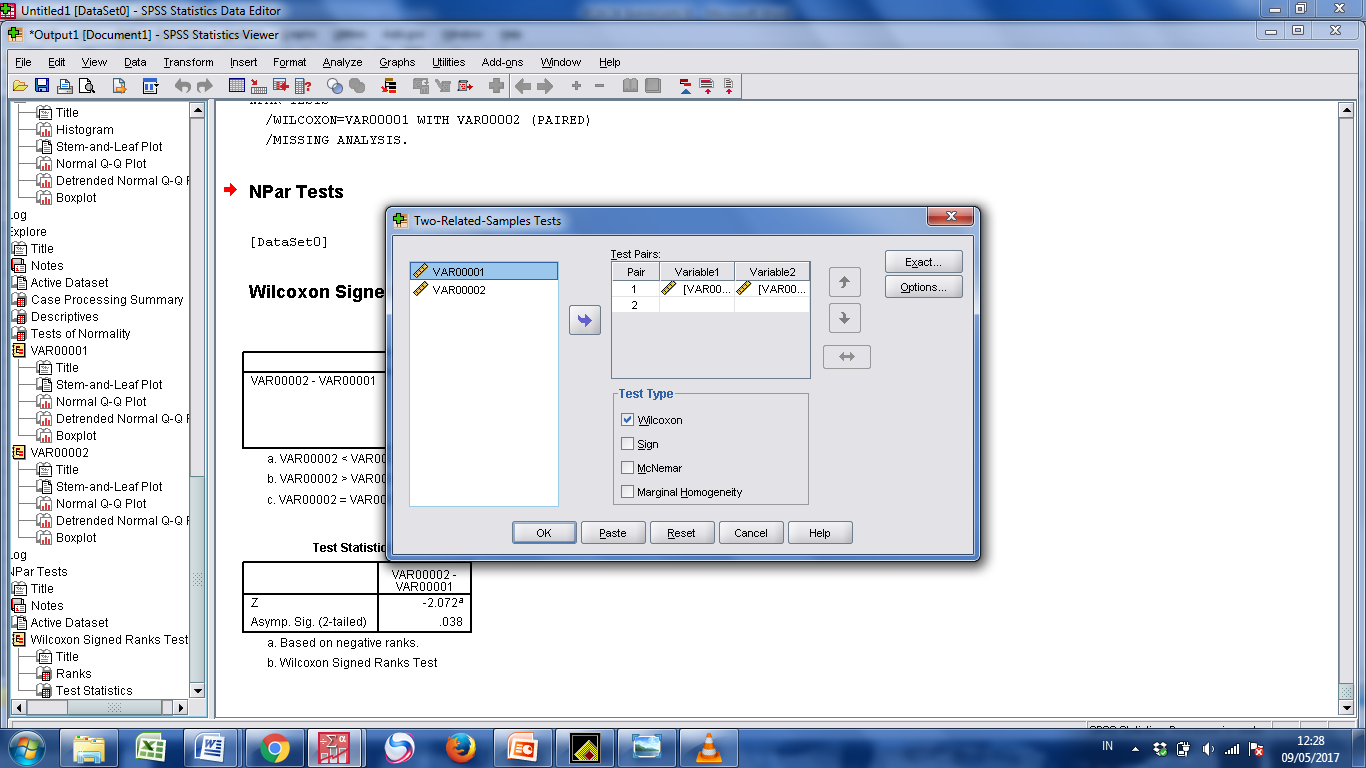 Untitled1 [DataSet0] - SPSS Statistics Data Editor
*Output1 [Document1] - SPSS Statistics Viewer
File Edit View Data Transform Insert Format Analyze Graphs Utilities Add-ons Window Help
Title
Histogram
Stem-and-Leaf Plot
Normal Q-Q Plot
Detrended Normal Q-Q P
Boxplot
Log
Explore
Title
Notes
Active Dataset
Case Processing Summary
Descriptives
Tests of Normality
VAR00001
Title
Stem-and-Leaf Plot
Normal Q-Q Plot
Detrended Normal Q-Q P
Boxplot
VAR00002
Title
Stem-and-Leaf Plot
Normal Q-Q Plot
Detrended Normal Q-Q P
Boxplot
Log
NPar Tests
Title
Notes
Active Dataset
Wilcoxon Signed Ranks Test
Title
Ranks
Test Statistics
NPAR TESTS
/WILCOXON=VAR00001 WITH VAR00002 (PAIRED)
/MISSING ANALYSIS.
NPar Tests
[DataSet0]
Wilcoxon Signe
VAR00002 - VAR00001
a. VAR00002 < VAR00
b. VAR00002 > VAR00
c. VAR00002 = VAR00
Test Statistic
VAR00002 -
VAR00001
Z -2.072a
Asymp. Sig. (2-tailed) .038
a. Based on negative ranks.
b. Wilcoxon Signed Ranks Test
Two-Related-Samples Tests
VAR00001
VAR00002
Test Pairs:
Pair Variable1 Variable2
1 [VAR00... [VAR00...
2
Exact...
Options...
Test Type
Wilcoxon
Sign
McNemar
Marginal Homogeneity
OK Paste Reset Cancel Help
IN
12:28
09/05/2017